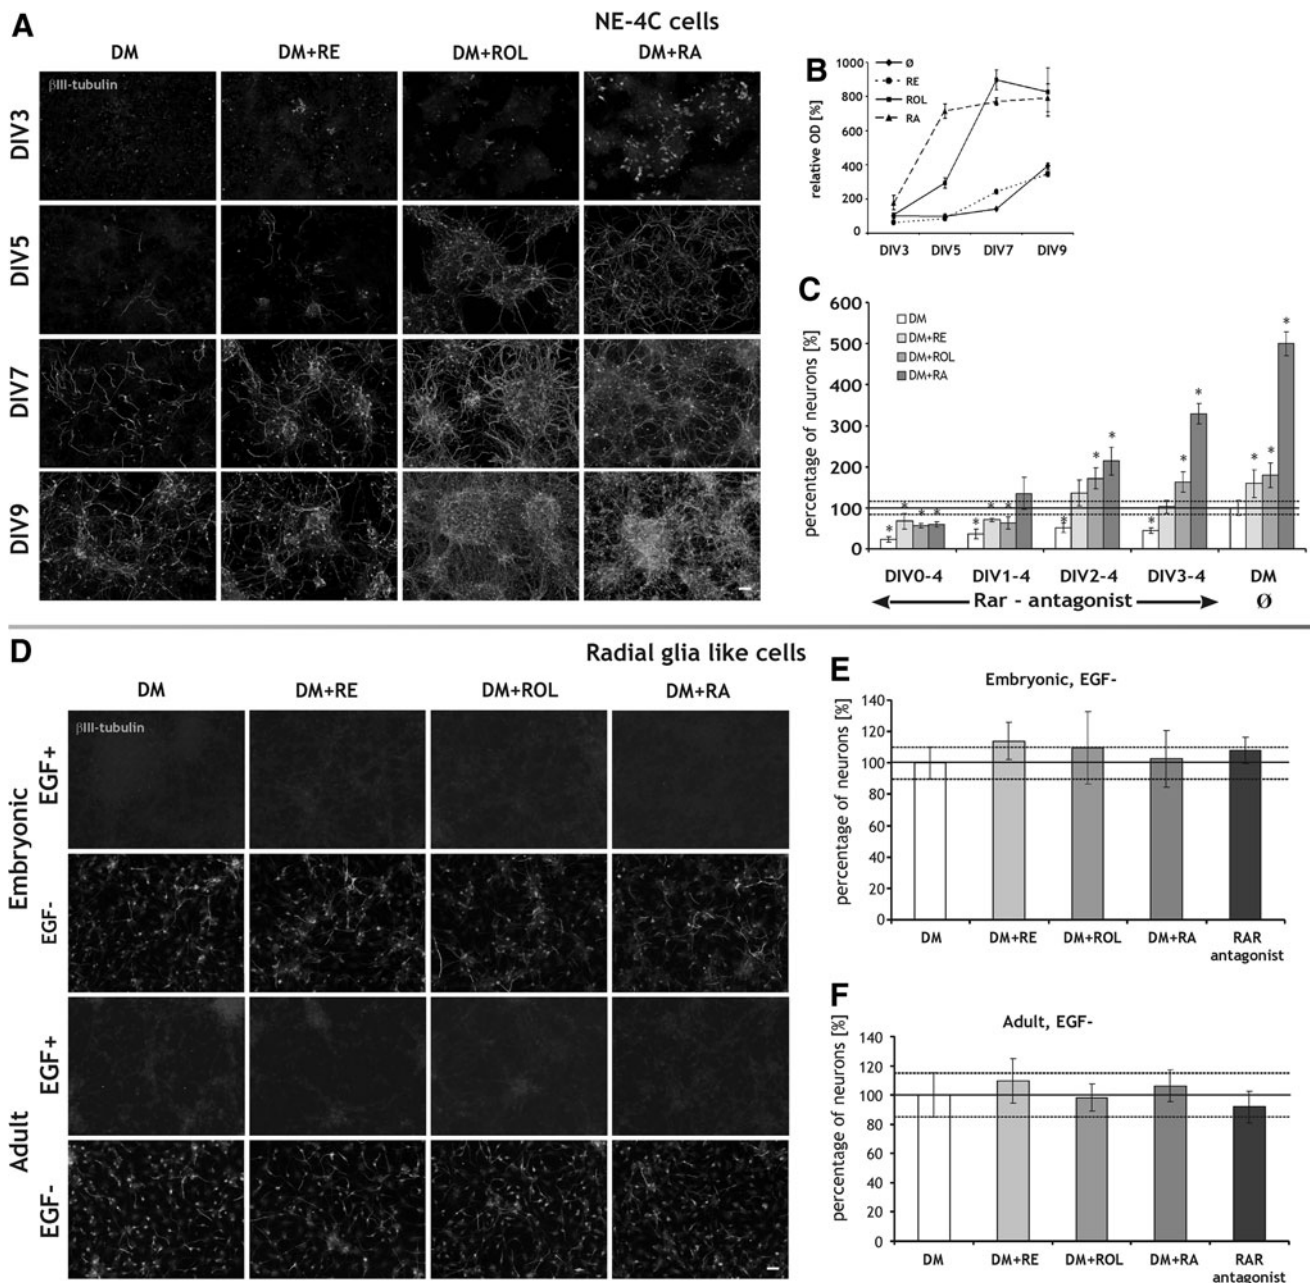 A
NE-4C cells
DM
DM+RE
DM+ROL
DM+RA
βIII-tubulin
DIV3
DIV5
DIV7
DIV9
B
Ø
RE
ROL
RA
relative OD [%]
1000
800
600
400
200
0
DIV3
DIV5
DIV7
DIV9
C
percentage of neurons [%]
600
500
400
300
200
100
0
DM
DM+RE
DM+ROL
DM+RA
* * * *
* * *
* * *
* * *
* * *
DIV0-4
DIV1-4
DIV2-4
DIV3-4
DM
Rar - antagonist
Ø
D
Radial glia like cells
DM
DM+RE
DM+ROL
DM+RA
βIII-tubulin
Embryonic
EGF+
EGF-
Adult
EGF+
EGF-
E
Embryonic, EGF-
percentage of neurons [%]
140
120
100
80
60
40
20
0
DM
DM+RE
DM+ROL
DM+RA
RAR
antagonist
F
Adult, EGF-
percentage of neurons [%]
140
120
100
80
60
40
20
0
DM
DM+RE
DM+ROL
DM+RA
RAR
antagonist